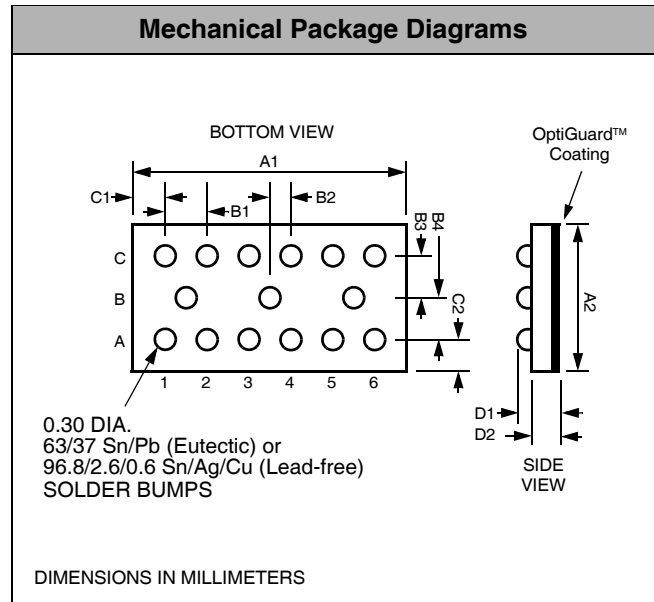 Mechanical Package Diagrams
BOTTOM VIEW
OptiGuard™
Coating
A1
C1
B1
B2
B3
B4
C
B
A
C2
A2
1 2 3 4 5 6
D1
D2
0.30 DIA.
63/37 Sn/Pb (Eutectic) or
96.8/2.6/0.6 Sn/Ag/Cu (Lead-free)
SOLDER BUMPS
SIDE
VIEW
DIMENSIONS IN MILLIMETERS